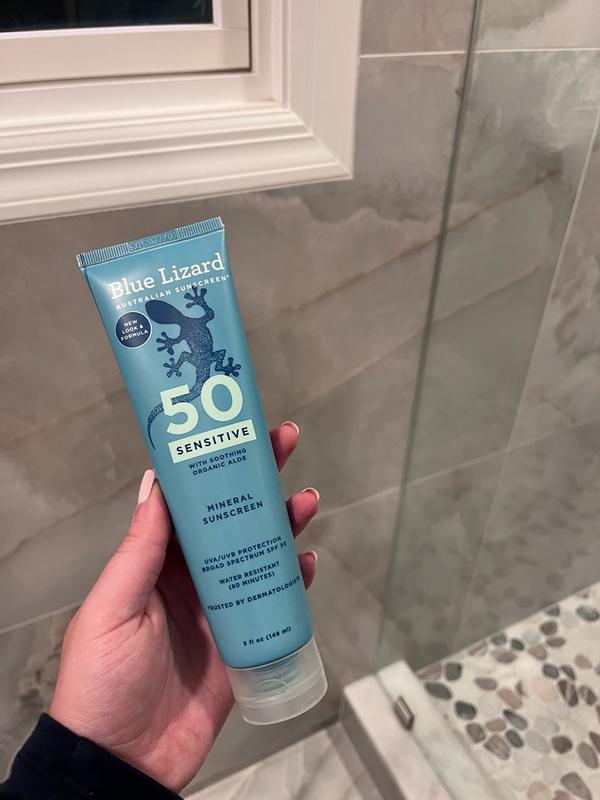 Blue Lizard
AUSTRALIAN SUNSCREEN
NEW
LOOK &
FORMULA
50
SENSITIVE
WITH SOOTHING
ORGANIC ALOE
MINERAL
SUNSCREEN
UVA/UVB PROTECTION
BROAD SPECTRUM SPF 50
WATER RESISTANT
(80 MINUTES)
TRUSTED BY DERMATOLOGISTS
5 fl oz (148 ml)